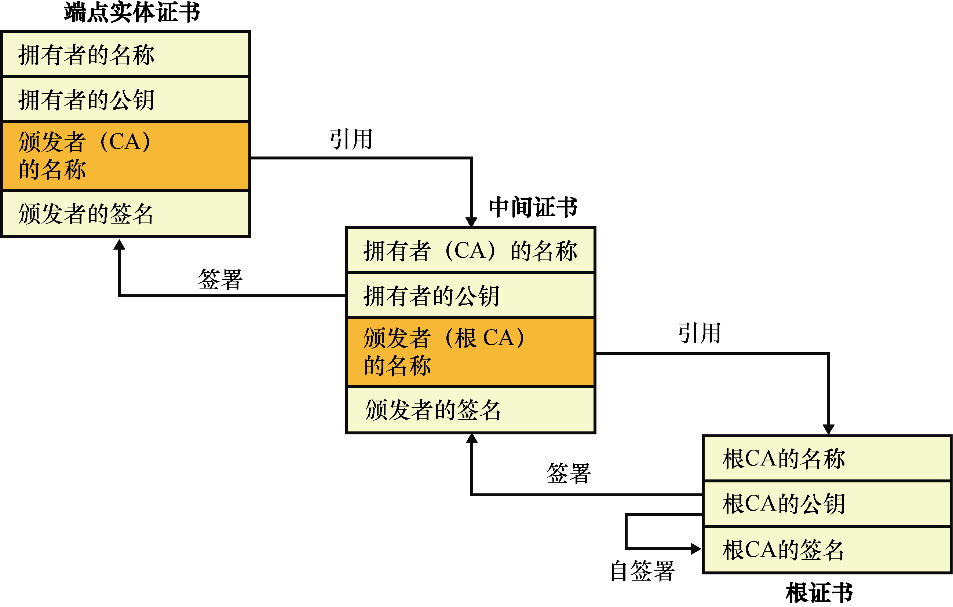 端点实体证书
拥有者的名称
拥有者的公钥
颁发者（CA）
的名称
颁发者的签名
引用
签署
中间证书
拥有者（CA）的名称
拥有者的公钥
颁发者（根 CA）
的名称
颁发者的签名
引用
签署
根CA的名称
根CA的公钥
根CA的签名
自签署
根证书